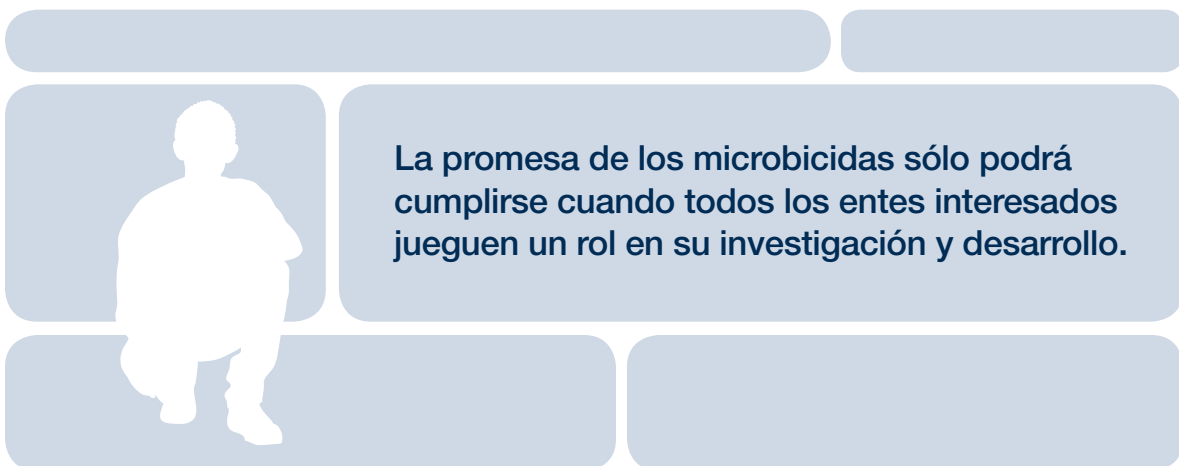 La promesa de los microbicidas sólo podrá
cumplirse cuando todos los entes interesados
jueguen un rol en su investigación y desarrollo.